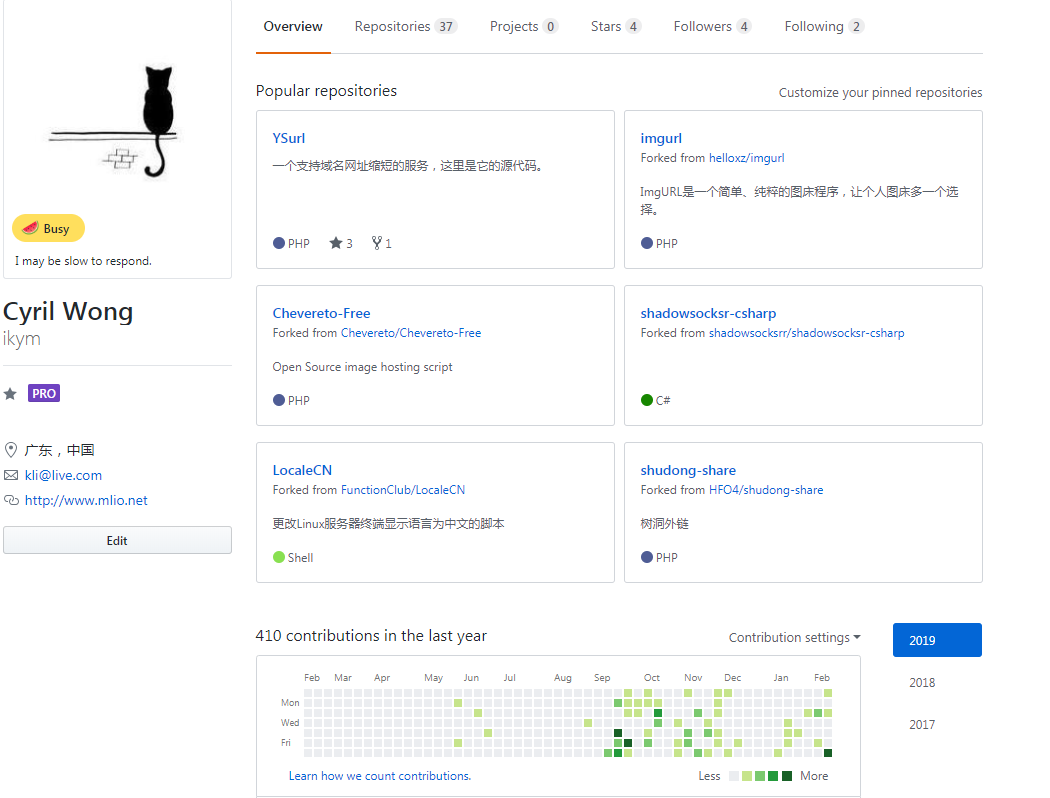 Overview Repositories 37 Projects 0 Stars 4 Followers 4 Following 2
Busy
I may be slow to respond.
Cyril Wong
ikym
PRO
广东，中国
kli@live.com
http://www.mlio.net
Edit
Popular repositories
Customize your pinned repositories
YSurl
一个支持域名网址缩短的服务，这里是它的源代码。
PHP 3 1
imgurl
Forked from helloxz/imgurl
ImgURL是一个简单、纯粹的图床程序，让个人图床多一个选
择。
PHP
Chevereto-Free
Forked from Chevereto/Chevereto-Free
Open Source image hosting script
PHP
shadowsocksr-csharp
Forked from shadowsocksrr/shadowsocksr-csharp
C#
LocaleCN
Forked from FunctionClub/LocaleCN
更改Linux服务器终端显示语言为中文的脚本
Shell
shudong-share
Forked from HFO4/shudong-share
树洞外链
PHP
410 contributions in the last year
Contribution settings
Feb Mar Apr May Jun Jul Aug Sep Oct Nov Dec Jan Feb
Mon
Wed
Fri
Learn how we count contributions.
Less More
2019
2018
2017